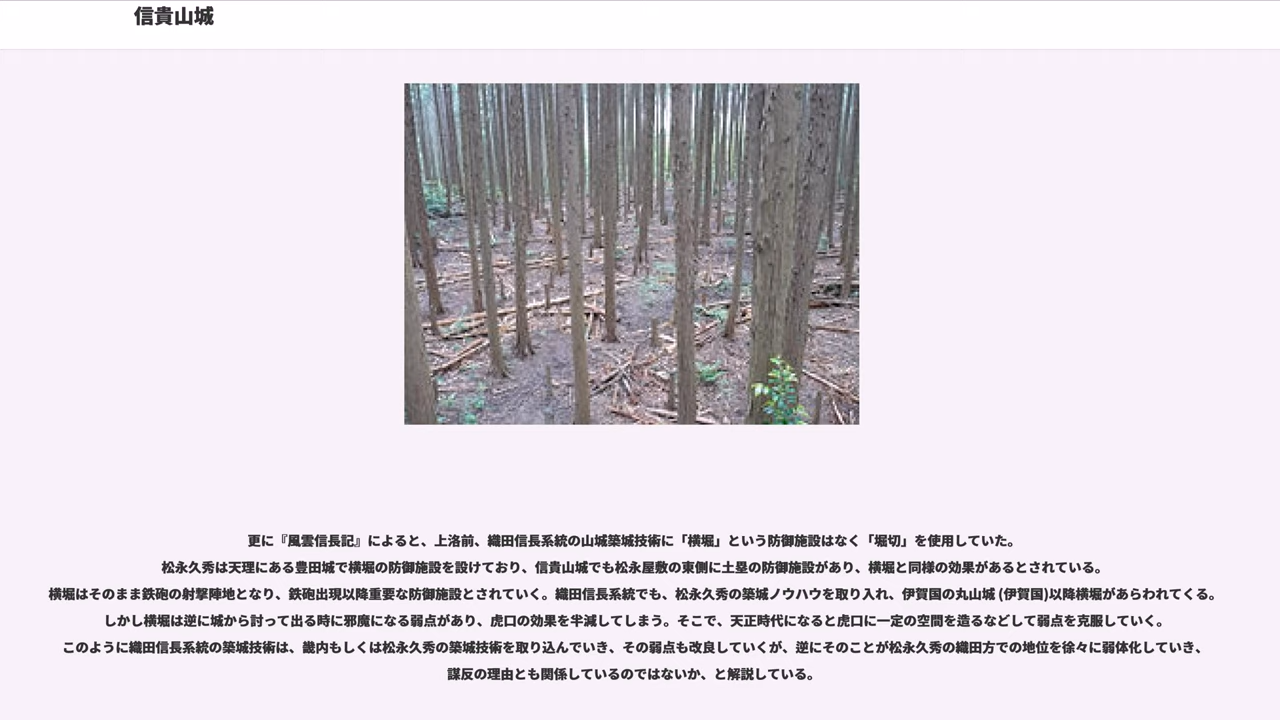 信貴山城
更に『風雲信長記』によると、上洛前、織田信長系統の山城築城技術に「横堀」という防御施設はなく「堀切」を使用していた。
松永久秀は天理にある豊田城で横堀の防御施設を設けており、信貴山城でも松永屋敷の東側に土塁の防御施設があり、横堀と同様の効果があるとされている。
横堀はそのまま鉄砲の射撃陣地となり、鉄砲出現以降重要な防御施設とされていく。織田信長系統でも、松永久秀の築城ノウハウを取り入れ、伊賀国の丸山城 (伊賀国)以降横堀があらわれてくる。
しかし横堀は逆に城から討って出る時に邪魔になる弱点があり、虎口の効果を半減してしまう。そこで、天正時代になると虎口に一定の空間を造るなどして弱点を克服していく。
このように織田信長系統の築城技術は、畿内もしくは松永久秀の築城技術を取り込んでいき、その弱点も改良していくが、逆にそのことが松永久秀の織田方での地位を徐々に弱体化していき、
謀反の理由とも関係しているのではないか、と解説している。